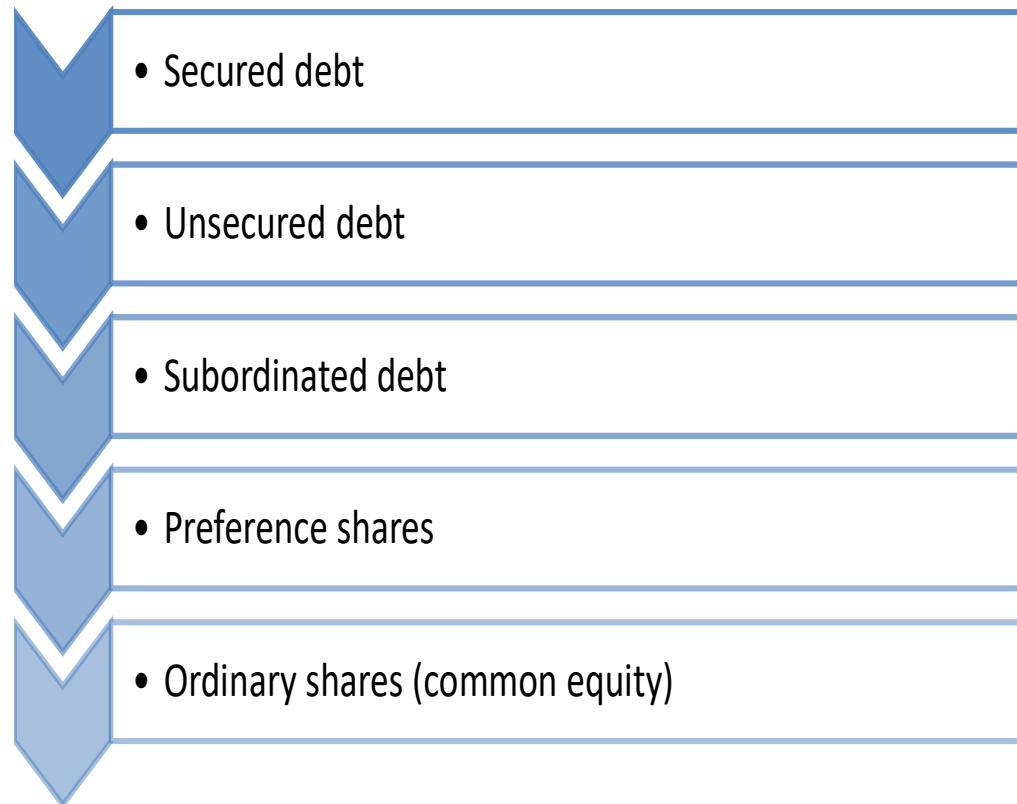 • Secured debt
• Unsecured debt
• Subordinated debt
• Preference shares
• Ordinary shares (common equity)